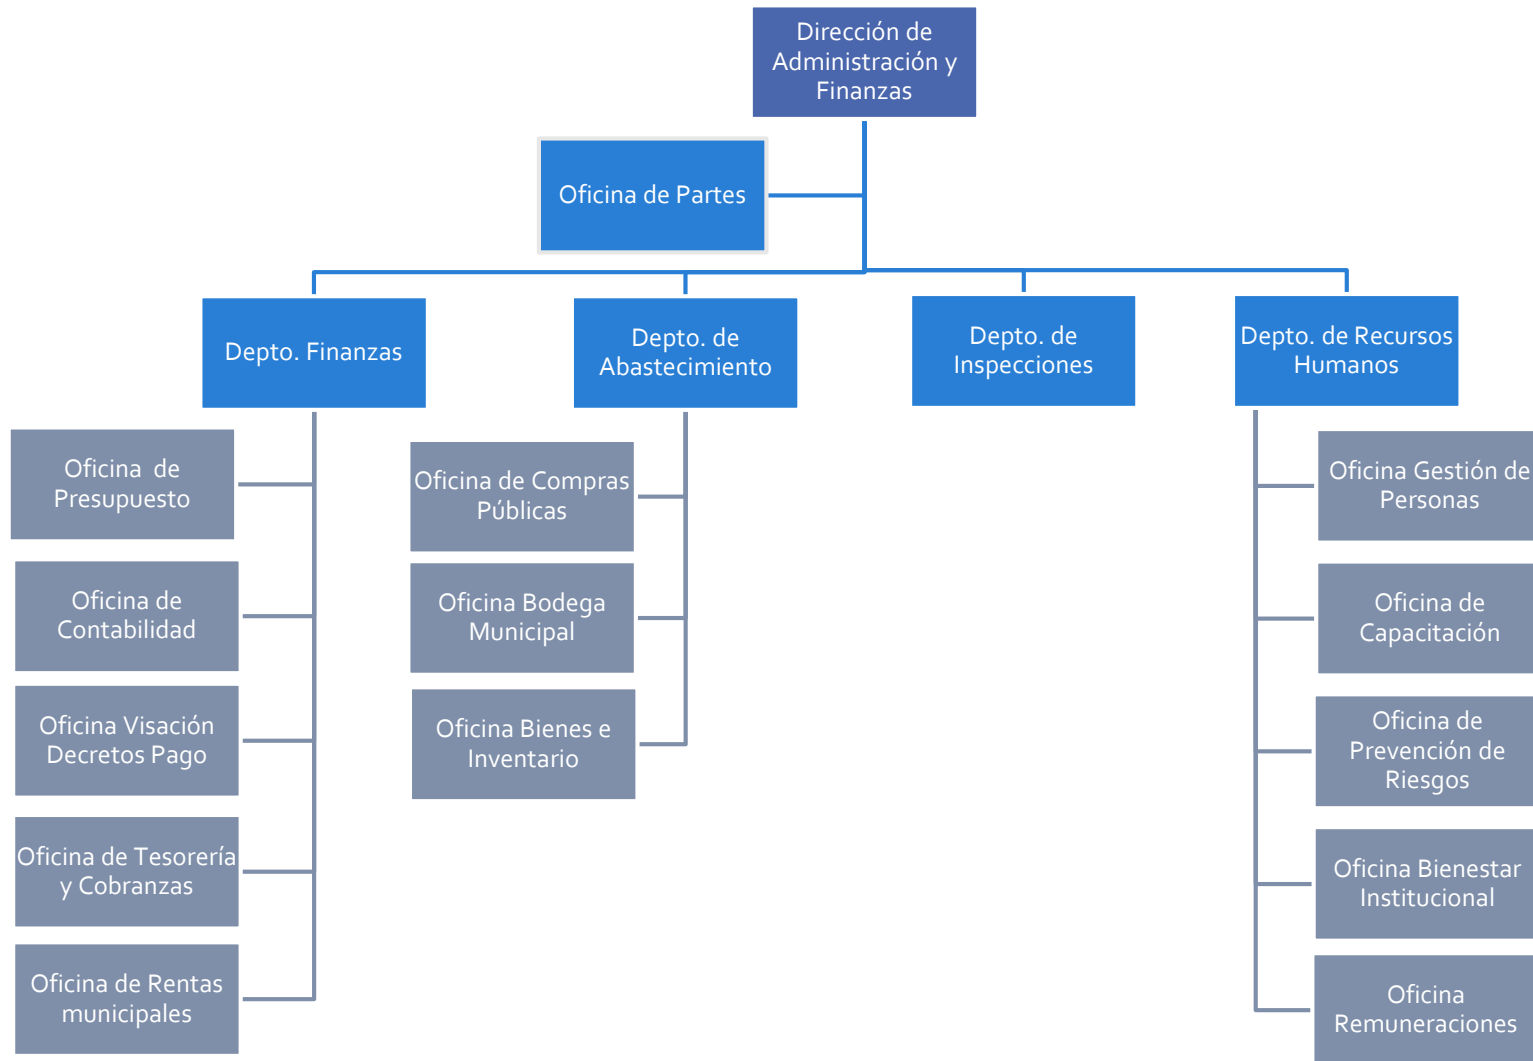 Dirección de
Administración y
Finanzas
Oficina de Partes
Depto. Finanzas
Depto. de
Abastecimiento
Depto. de
Inspecciones
Depto. de Recursos
Humanos
Oficina de
Presupuesto
Oficina de
Contabilidad
Oficina Visación
Decretos Pago
Oficina de Tesorería
y Cobranzas
Oficina de Rentas
municipales
Oficina de Compras
Públicas
Oficina Bodega
Municipal
Oficina Bienes e
Inventario
Oficina Gestión de
Personas
Oficina de
Capacitación
Oficina de
Prevención de
Riesgos
Oficina Bienestar
Institucional
Oficina
Remuneraciones